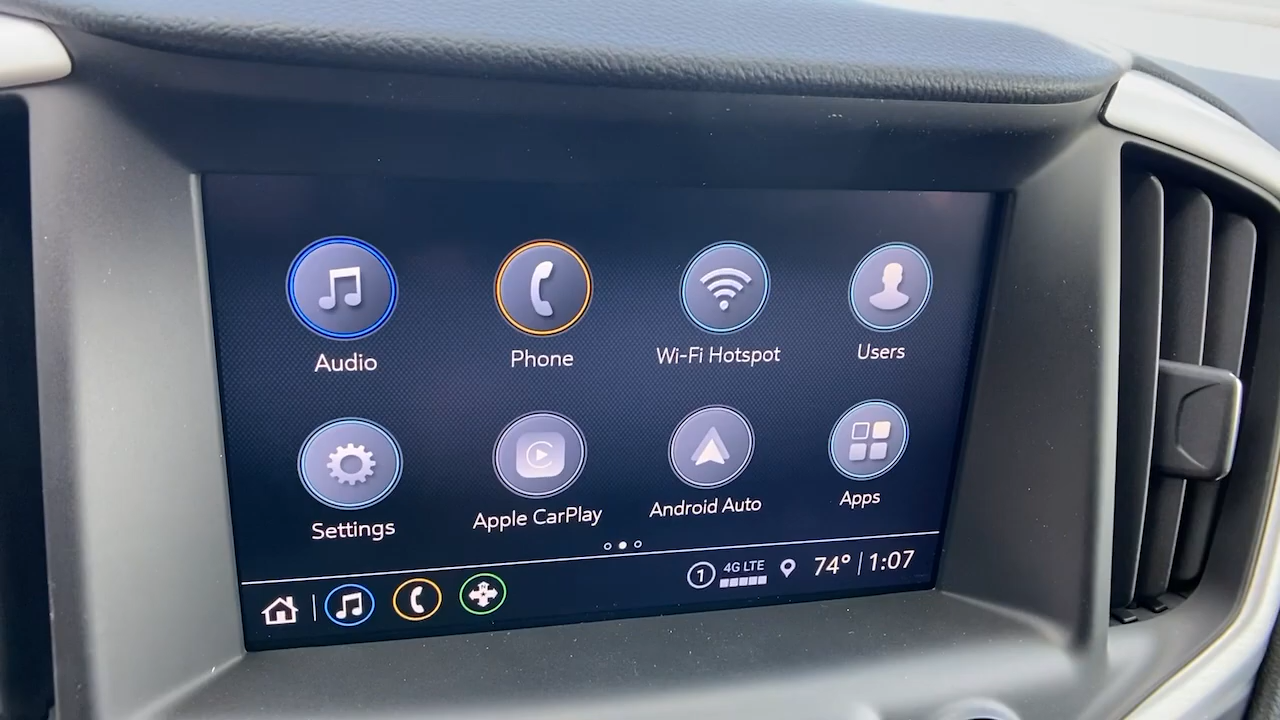 Audio
Phone
Wi-Fi Hotspot
Users
Settings
Apple CarPlay
Android Auto
Apps
1
4G LTE
74° 1:07